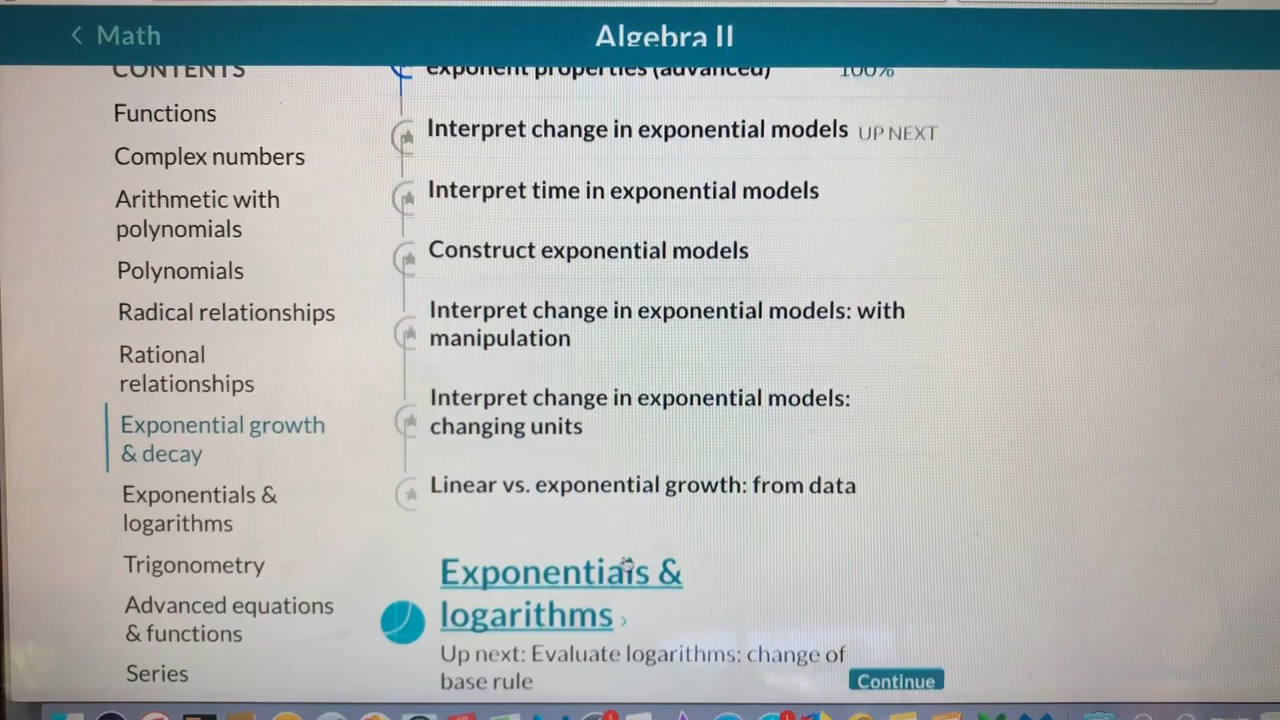 Math
Algebra II
CONTENTS
Functions
Complex numbers
Arithmetic with
polynomials
Polynomials
Radical relationships
Rational
relationships
Exponential growth
& decay
Exponentials &
logarithms
Trigonometry
Advanced equations
& functions
Series
exponent properties (advanced) 100%
Interpret change in exponential models UP NEXT
Interpret time in exponential models
Construct exponential models
Interpret change in exponential models: with
manipulation
Interpret change in exponential models:
changing units
Linear vs. exponential growth: from data
Exponentials &
logarithms
Up next: Evaluate logarithms: change of
base rule
Continue